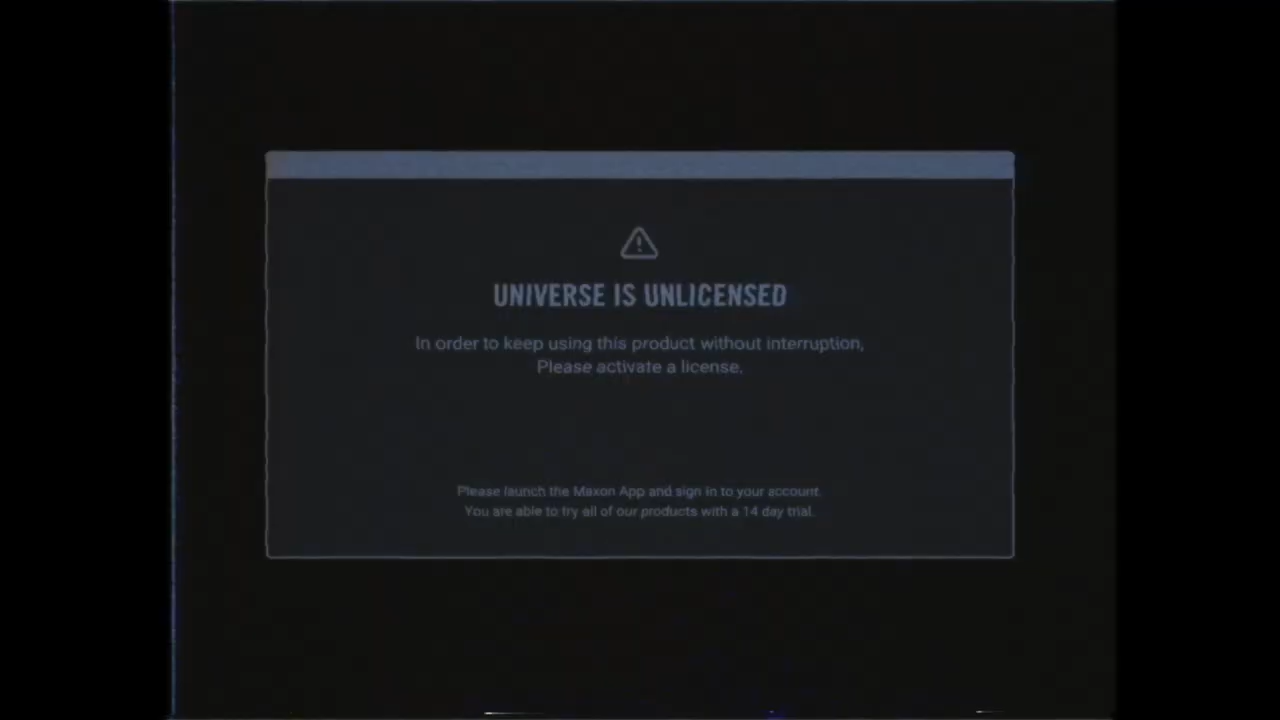 UNIVERSE IS UNLICENSED
In order to keep using this product without interruption,
Please activate a license.
Please launch the Maxon App and sign in to your account.
You are able to try all of our products with a 14 day trial.